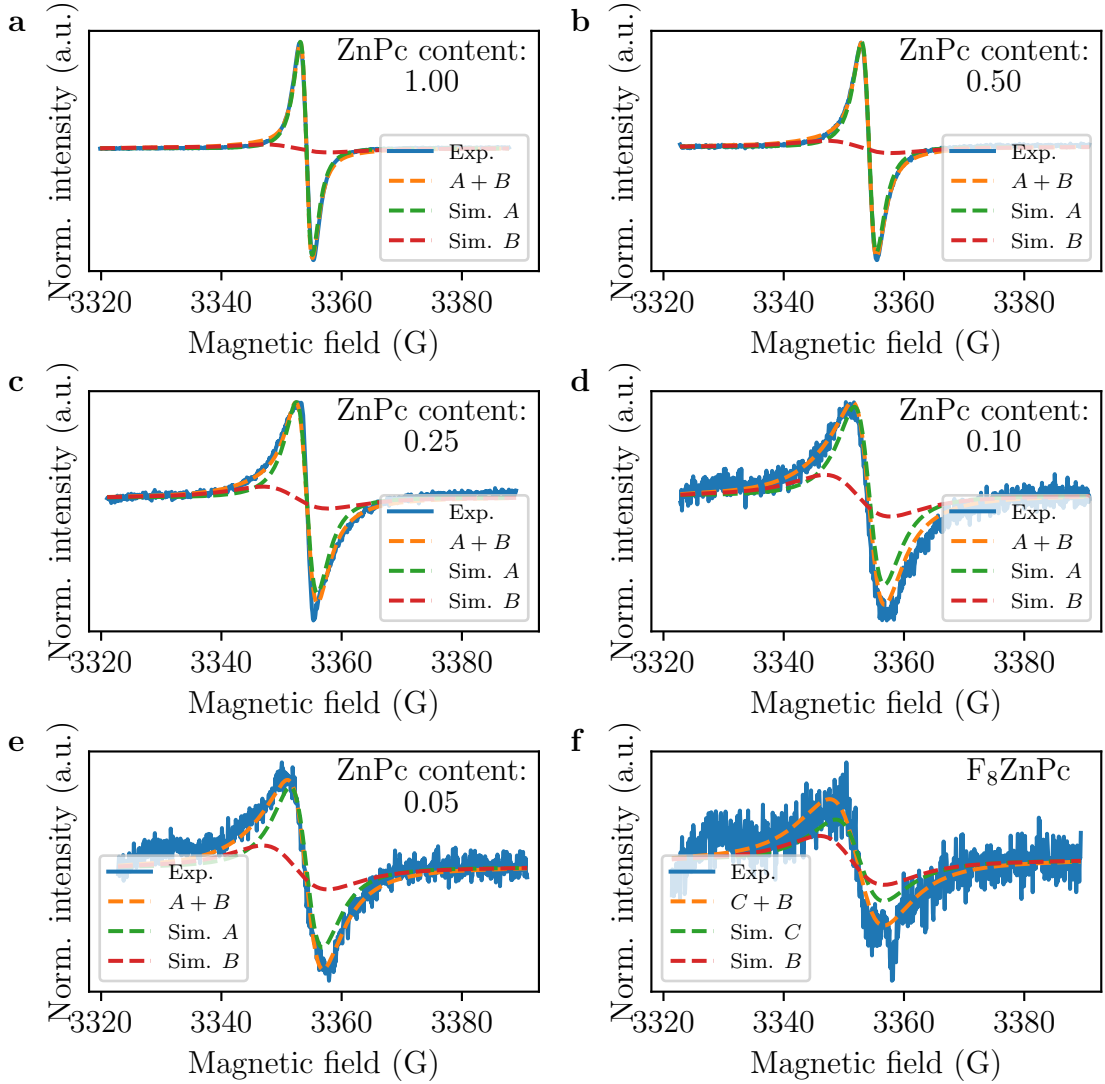 a
ZnPc content:
1.00
Norm. intensity (a.u.)
Exp.
A + B
Sim. A
Sim. B
3320 3340 3360 3380
Magnetic field (G)
b
ZnPc content:
0.50
Norm. intensity (a.u.)
Exp.
A + B
Sim. A
Sim. B
3320 3340 3360 3380
Magnetic field (G)
c
ZnPc content:
0.25
Norm. intensity (a.u.)
Exp.
A + B
Sim. A
Sim. B
3320 3340 3360 3380
Magnetic field (G)
d
ZnPc content:
0.10
Norm. intensity (a.u.)
Exp.
A + B
Sim. A
Sim. B
3320 3340 3360 3380
Magnetic field (G)
e
ZnPc content:
0.05
Norm. intensity (a.u.)
Exp.
A + B
Sim. A
Sim. B
3320 3340 3360 3380
Magnetic field (G)
f
F₈ZnPc
Norm. intensity (a.u.)
Exp.
C + B
Sim. C
Sim. B
3320 3340 3360 3380
Magnetic field (G)